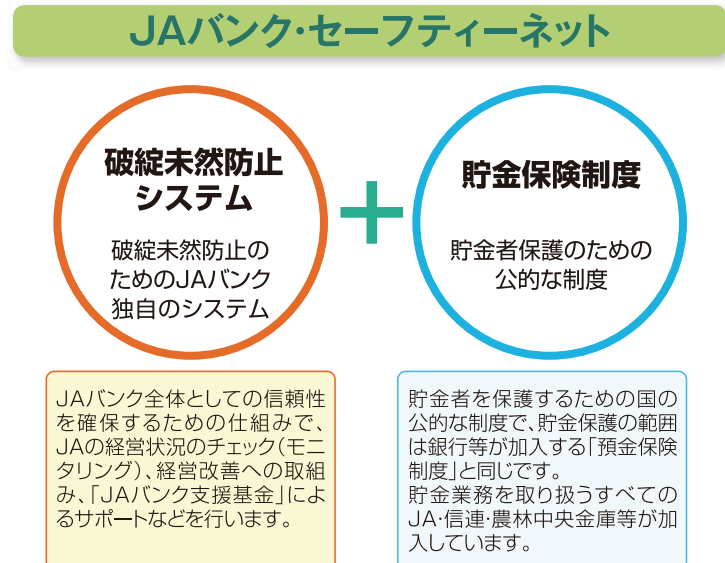 JAバンク・セーフティーネット
破綻未然防止
システム
破綻未然防止の
ためのJAバンク
独自のシステム
＋
貯金保険制度
貯金者保護のための
公的な制度
JAバンク全体としての信頼性
を確保するための仕組みで、
JAの経営状況のチェック（モニ
タリング）、経営改善への取組
み、「JAバンク支援基金」によ
るサポートなどを行います。
貯金者を保護するための国の
公的な制度で、貯金保護の範囲
は銀行等が加入する「預金保険
制度」と同じです。
貯金業務を取り扱うすべての
JA・信連・農林中央金庫等が加
入しています。